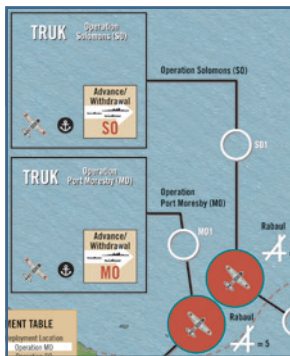 TRUK Operation
Solomons (SO)
Advance/
Withdrawal
SO
Operation Solomons (SO)
SO1
TRUK Operation
Port Moresby (MO)
Advance/
Withdrawal
MO
Operation
Port Moresby (MO)
MO1
Rabaul
Rabaul
= 5
MENT TABLE
eployment Location
Operation MO